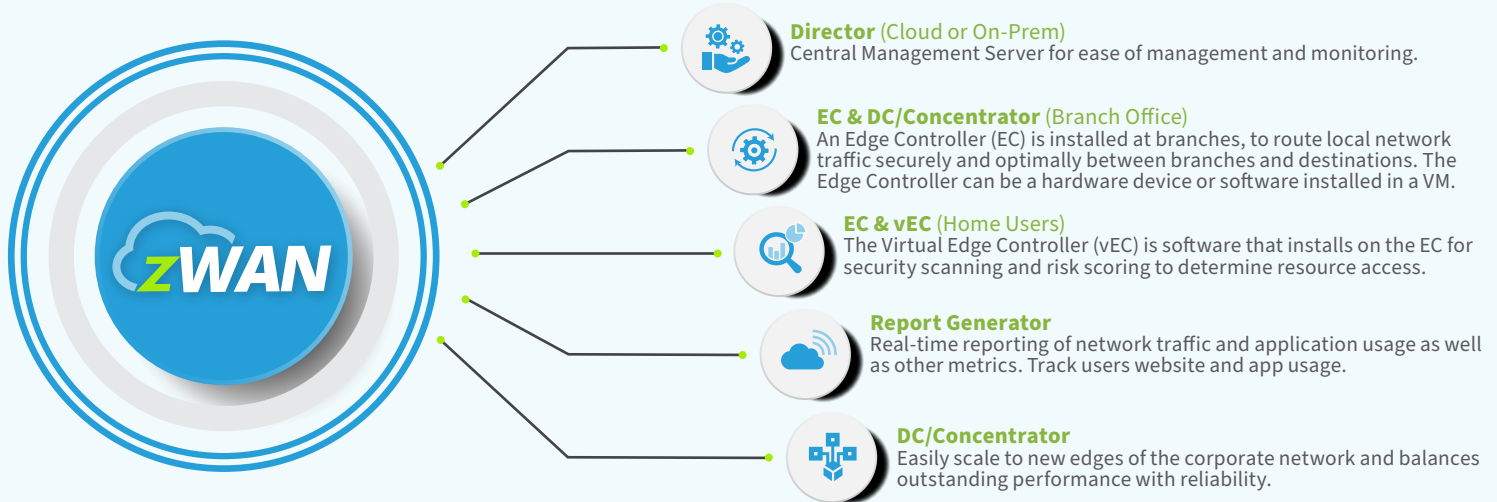 zWAN
Director (Cloud or On-Prem)
Central Management Server for ease of management and monitoring.
EC & DC/Concentrator (Branch Office)
An Edge Controller (EC) is installed at branches, to route local network
traffic securely and optimally between branches and destinations. The
Edge Controller can be a hardware device or software installed in a VM.
EC & vEC (Home Users)
The Virtual Edge Controller (vEC) is software that installs on the EC for
security scanning and risk scoring to determine resource access.
Report Generator
Real-time reporting of network traffic and application usage as well
as other metrics. Track users website and app usage.
DC/Concentrator
Easily scale to new edges of the corporate network and balances
outstanding performance with reliability.